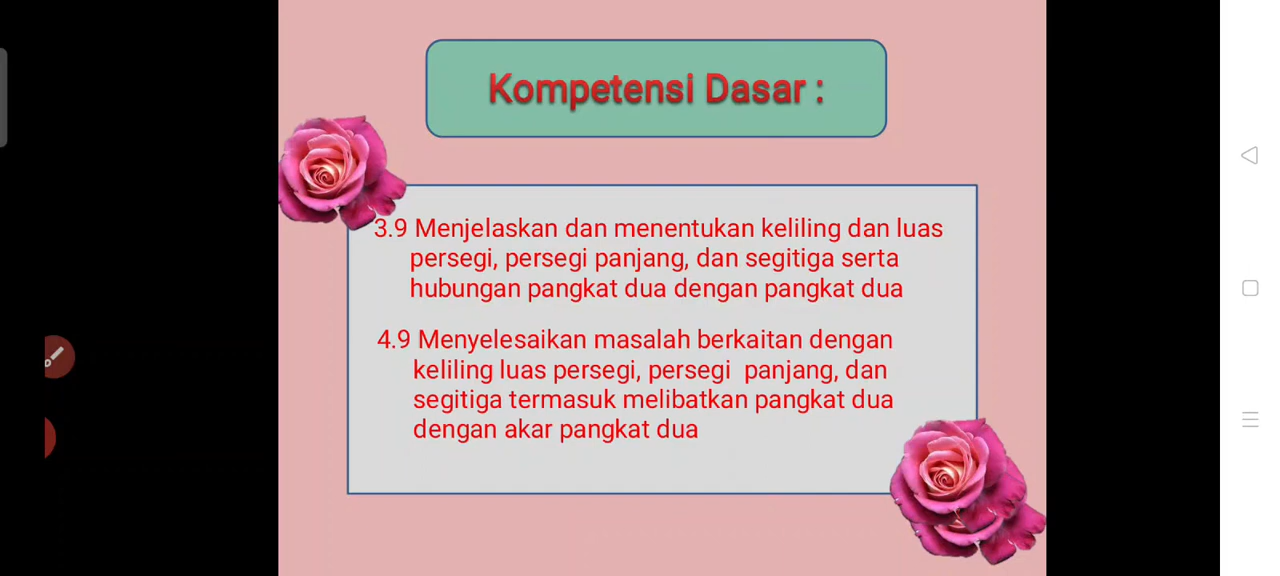 Kompetensi Dasar :
3.9 Menjelaskan dan menentukan keliling dan luas
persegi, persegi panjang, dan segitiga serta
hubungan pangkat dua dengan pangkat dua
4.9 Menyelesaikan masalah berkaitan dengan
keliling luas persegi, persegi panjang, dan
segitiga termasuk melibatkan pangkat dua
dengan akar pangkat dua